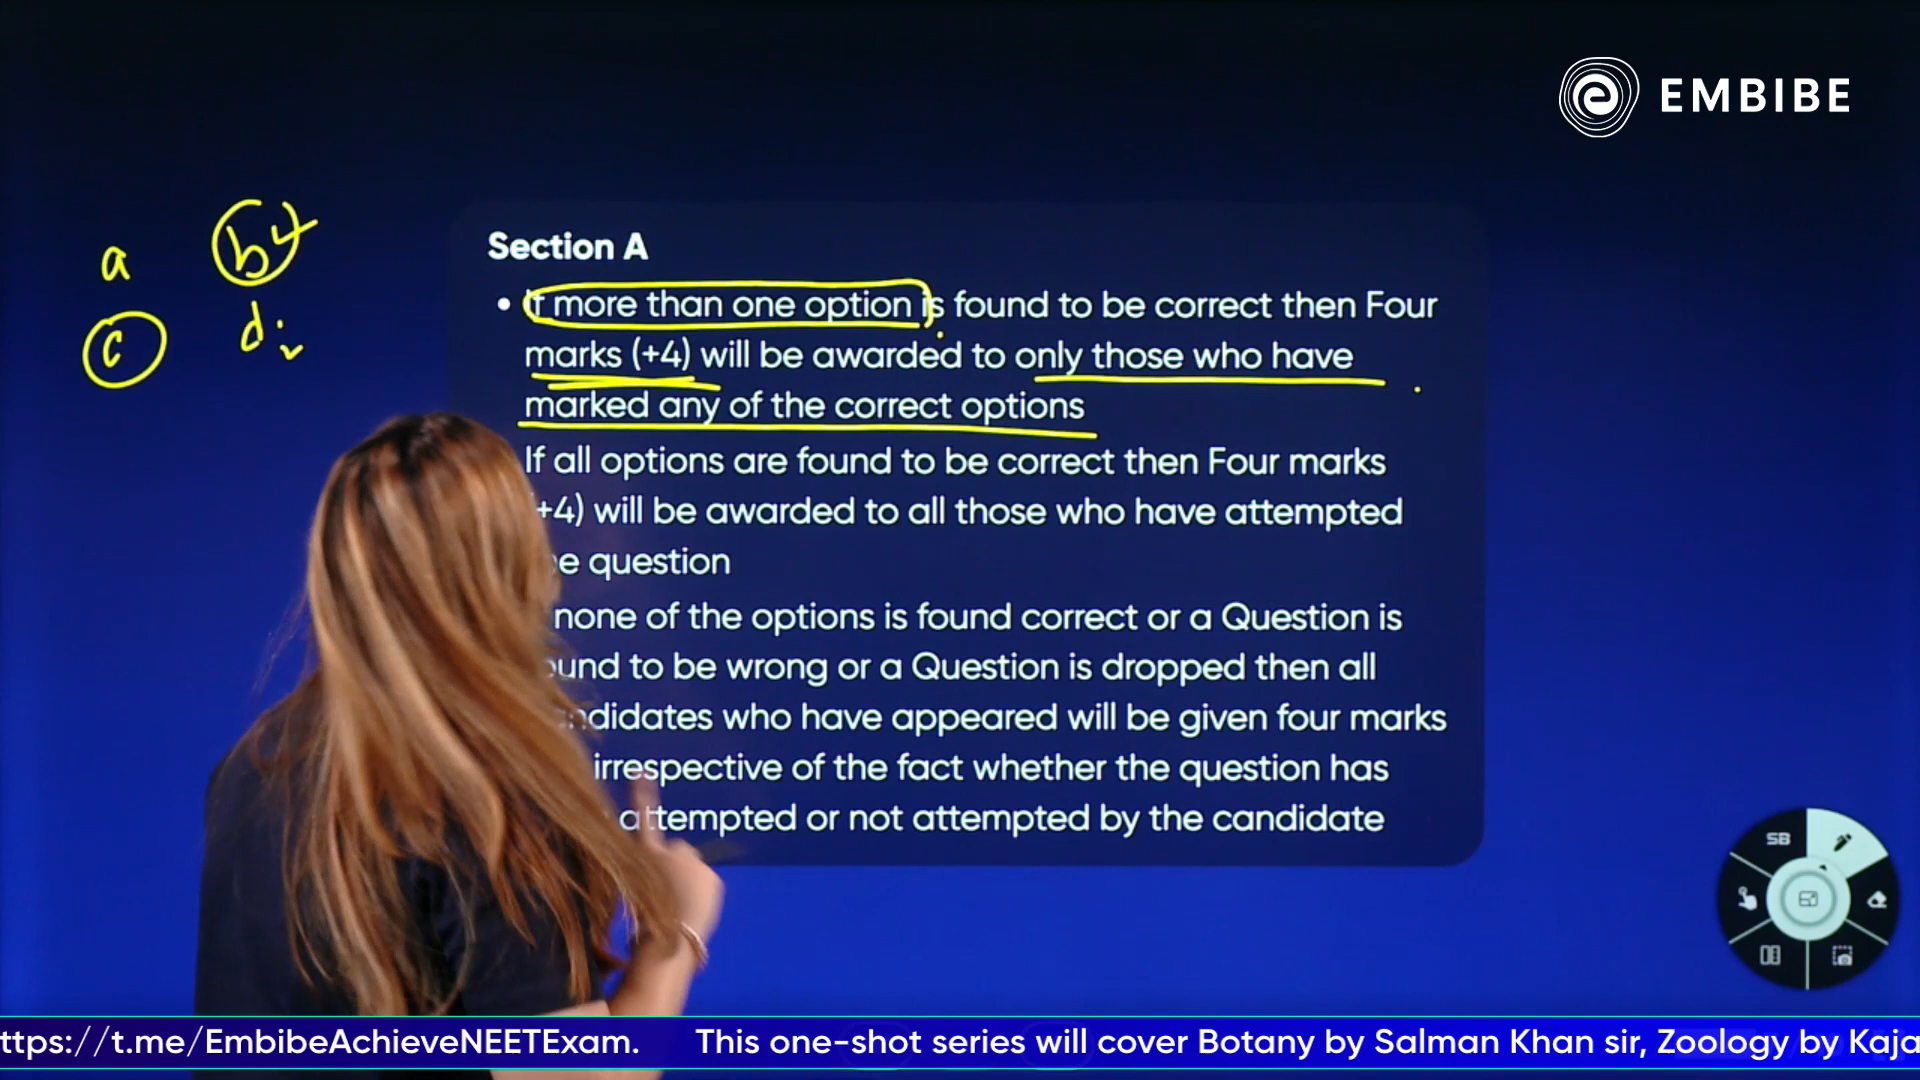 EMBIBE
a b4
c d
Section A
• If more than one option is found to be correct then Four
marks (+4) will be awarded to only those who have
marked any of the correct options
If all options are found to be correct then Four marks
+4) will be awarded to all those who have attempted
e question
none of the options is found correct or a Question is
und to be wrong or a Question is dropped then all
ndidates who have appeared will be given four marks
irrespective of the fact whether the question has
attempted or not attempted by the candidate
SB
ttps://t.me/EmbibeAchieveNEETExam. This one-shot series will cover Botany by Salman Khan sir, Zoology by Kaja